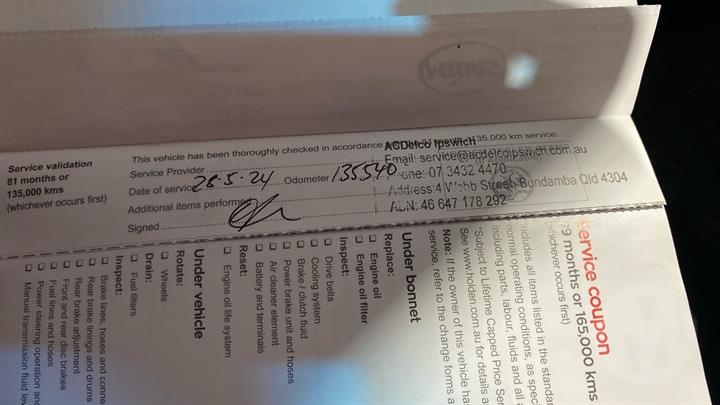 Service validation
81 months or
135,000 kms
(whichever occurs first)
This vehicle has been thoroughly checked in accordance 135,000 km service.
Service Provider
Date of service 28-5-24 Odometer 135540
Additional items performed
Signed
ACDelco Ipswich
Email: service@acdelcoipswich.com.au
Phone: 07 3432 4470
Address: 4 Webb Street, Bundamba Qld 4304
ABN: 46 647 178 292
service coupon
79 months or 165,000 kms
whichever occurs first)
includes all items listed in the standar
normal operating conditions, as spec
including parts, labour, fluids and all
*Subject to Lifetime Capped Price Ser
See www.holden.com.au for details a
Note: If the owner of this vehicle ha
service, refer to the change forms a
Under bonnet
Replace:
Engine oil
Engine oil filter
Inspect:
Drive belts
Cooling system
Brake / clutch fluid
Power brake unit and hoses
Air cleaner element
Battery and terminals
Reset:
Engine oil life system
Under vehicle
Rotate:
Wheels
Drain:
Fuel filters
Inspect:
Brake lines, hoses and conne
Rear brake linings and drums
Rear brake adjustment
Front and rear disc brakes
Fuel lines and hoses
Power steering operation and
Manual transmission fluid lev